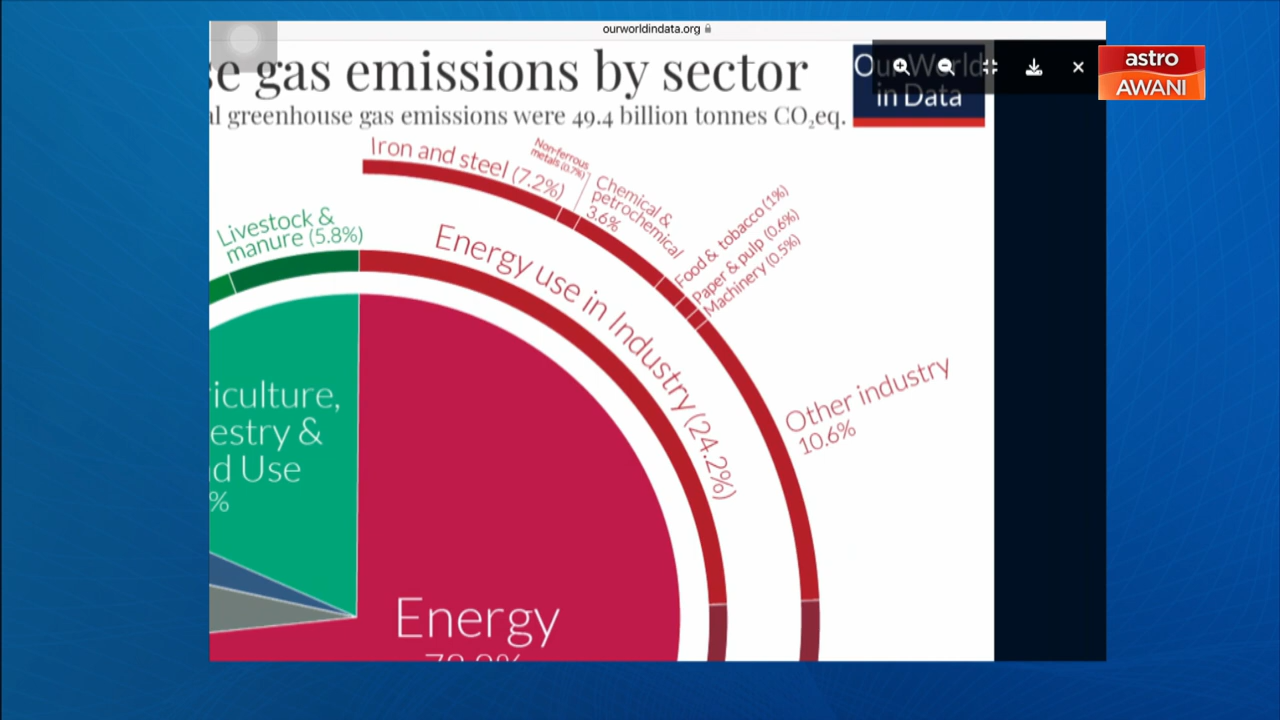 ourworldindata.org
se gas emissions by sector
al greenhouse gas emissions were 49.4 billion tonnes CO₂eq.
Our World
in Data
astro
AWANI
Iron and steel (7.2%)
Non-ferrous
metals (0.7%)
Chemical &
petrochemical
3.6%
Food & tobacco (1%)
Paper & pulp (0.6%)
Machinery (0.5%)
Livestock &
manure (5.8%)
Energy use in Industry (24.2%)
Other industry
10.6%
riculture,
estry &
d Use
%
Energy